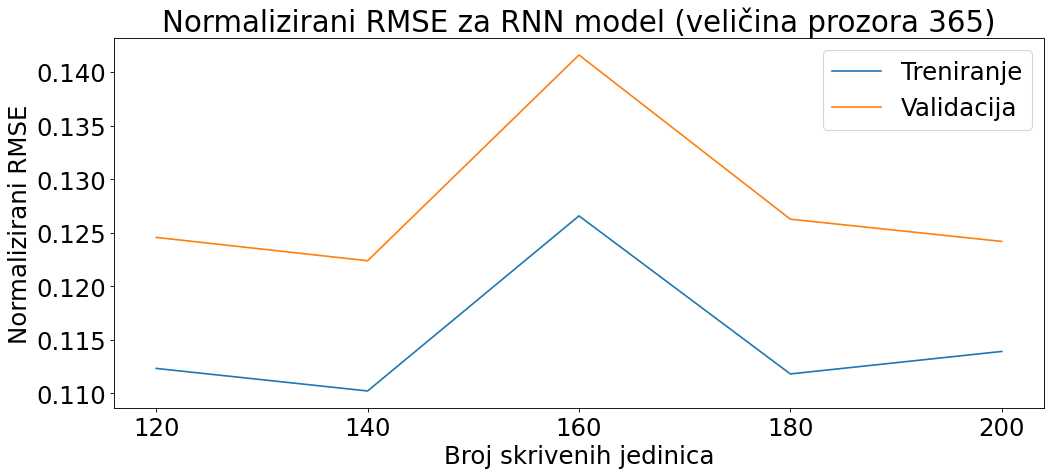 Normalizirani RMSE za RNN model (veličina prozora 365)
Treniranje
Validacija
Normalizirani RMSE
0.140
0.135
0.130
0.125
0.120
0.115
0.110
120 140 160 180 200
Broj skrivenih jedinica